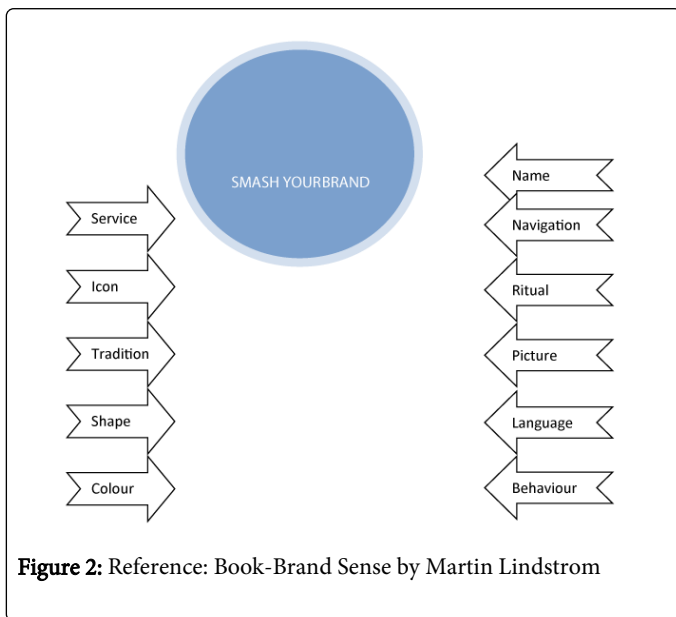 SMASH YOURBRAND
Service
Icon
Tradition
Shape
Colour
Name
Navigation
Ritual
Picture
Language
Behaviour
Figure 2: Reference: Book-Brand Sense by Martin Lindstrom